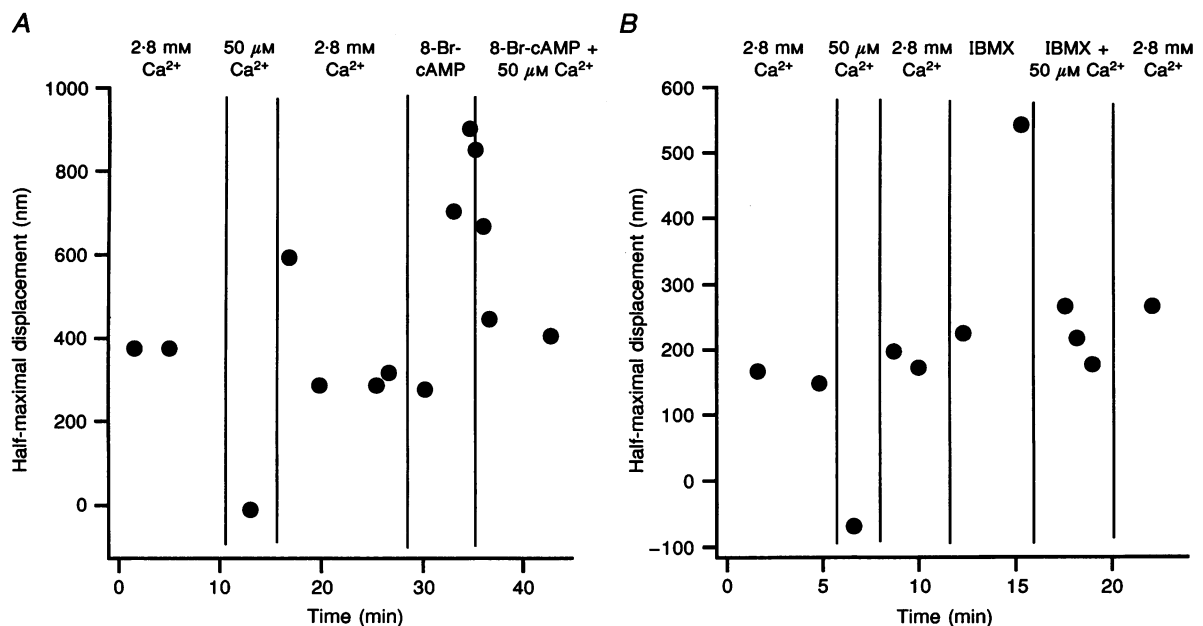 A
2·8 mM
Ca²⁺
50 μM
Ca²⁺
2·8 mM
Ca²⁺
8-Br-
cAMP
8-Br-cAMP +
50 μM Ca²⁺
1000
800
600
400
200
0
Half-maximal displacement (nm)
0 10 20 30 40
Time (min)
B
2·8 mM
Ca²⁺
50 μM
Ca²⁺
2·8 mM
Ca²⁺
IBMX
IBMX +
50 μM Ca²⁺
2·8 mM
Ca²⁺
600
500
400
300
200
100
0
−100
Half-maximal displacement (nm)
0 5 10 15 20
Time (min)